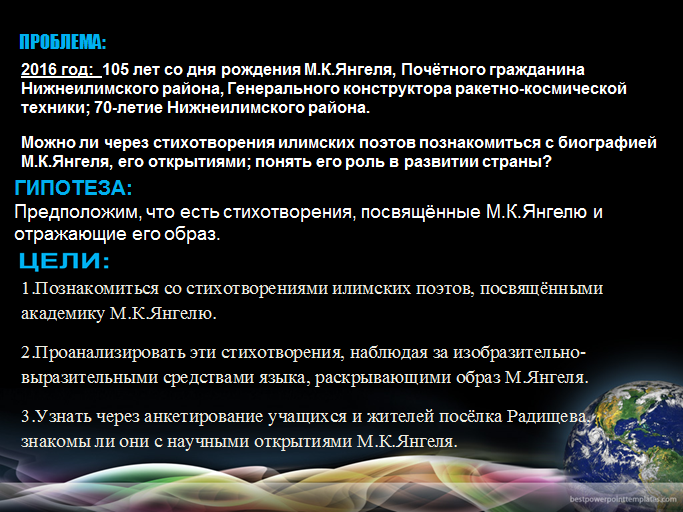 ПРОБЛЕМА:
2016 год: 105 лет со дня рождения М.К.Янгеля, Почётного гражданина
Нижнеилимского района, Генерального конструктора ракетно-космической
техники; 70-летие Нижнеилимского района.
Можно ли через стихотворения илимских поэтов познакомиться с биографией
М.К.Янгеля, его открытиями; понять его роль в развитии страны?
ГИПОТЕЗА:
Предположим, что есть стихотворения, посвящённые М.К.Янгелю и
отражающие его образ.
ЦЕЛИ:
1.Познакомиться со стихотворениями илимских поэтов, посвящёнными
академику М.К.Янгелю.
2.Проанализировать эти стихотворения, наблюдая за изобразительно-
выразительными средствами языка, раскрывающими образ М.Янгеля.
3.Узнать через анкетирование учащихся и жителей посёлка Радищева,
знакомы ли они с научными открытиями М.К.Янгеля.
bestpowerpointtemplates.com